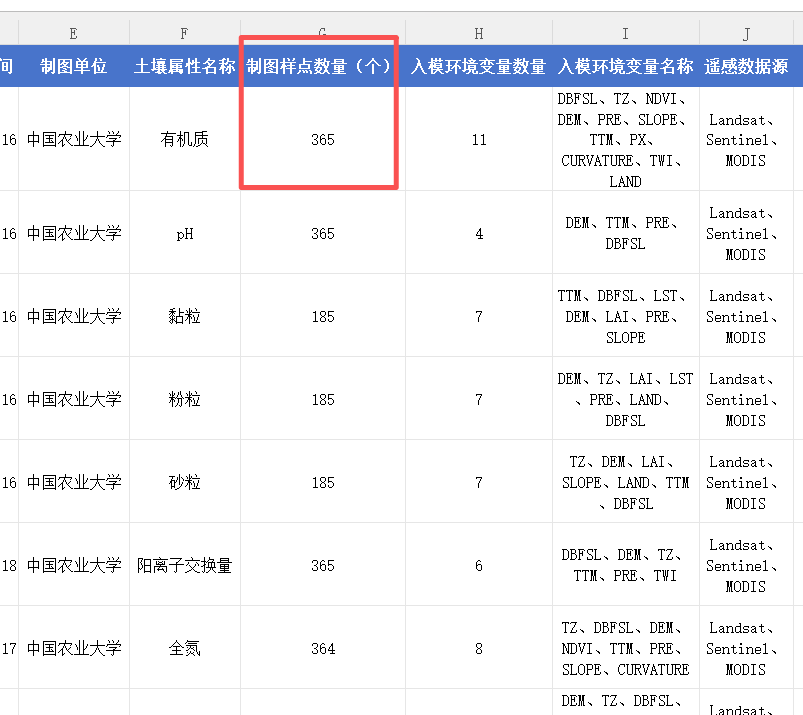 E F G H I J
间 制图单位 土壤属性名称 制图样点数量（个） 入模环境变量数量 入模环境变量名称 遥感数据源
DBFSL、TZ、NDVI、
DEM、PRE、SLOPE、 Landsat、
16 中国农业大学 有机质 365 11 TTM、PX、 Sentinel、
CURVATURE、TWI、 MODIS
LAND
Landsat、
DEM、TTM、PRE、
16 中国农业大学 pH 365 4 Sentinel、
DBFSL
MODIS
TTM、DBFSL、LST、 Landsat、
16 中国农业大学 黏粒 185 7 DEM、LAI、PRE、 Sentinel、
SLOPE MODIS
DEM、TZ、LAI、LST Landsat、
16 中国农业大学 粉粒 185 7 、PRE、LAND、 Sentinel、
DBFSL MODIS
TZ、DEM、LAI、 Landsat、
16 中国农业大学 砂粒 185 7 SLOPE、LAND、TTM Sentinel、
、DBFSL MODIS
Landsat、
DBFSL、DEM、TZ、
18 中国农业大学 阳离子交换量 365 6 Sentinel、
TTM、PRE、TWI
MODIS
TZ、DBFSL、DEM、 Landsat、
17 中国农业大学 全氮 364 8 NDVI、TTM、PRE、 Sentinel、
SLOPE、CURVATURE MODIS
DEM、TZ、DBFSL、
Landsat、